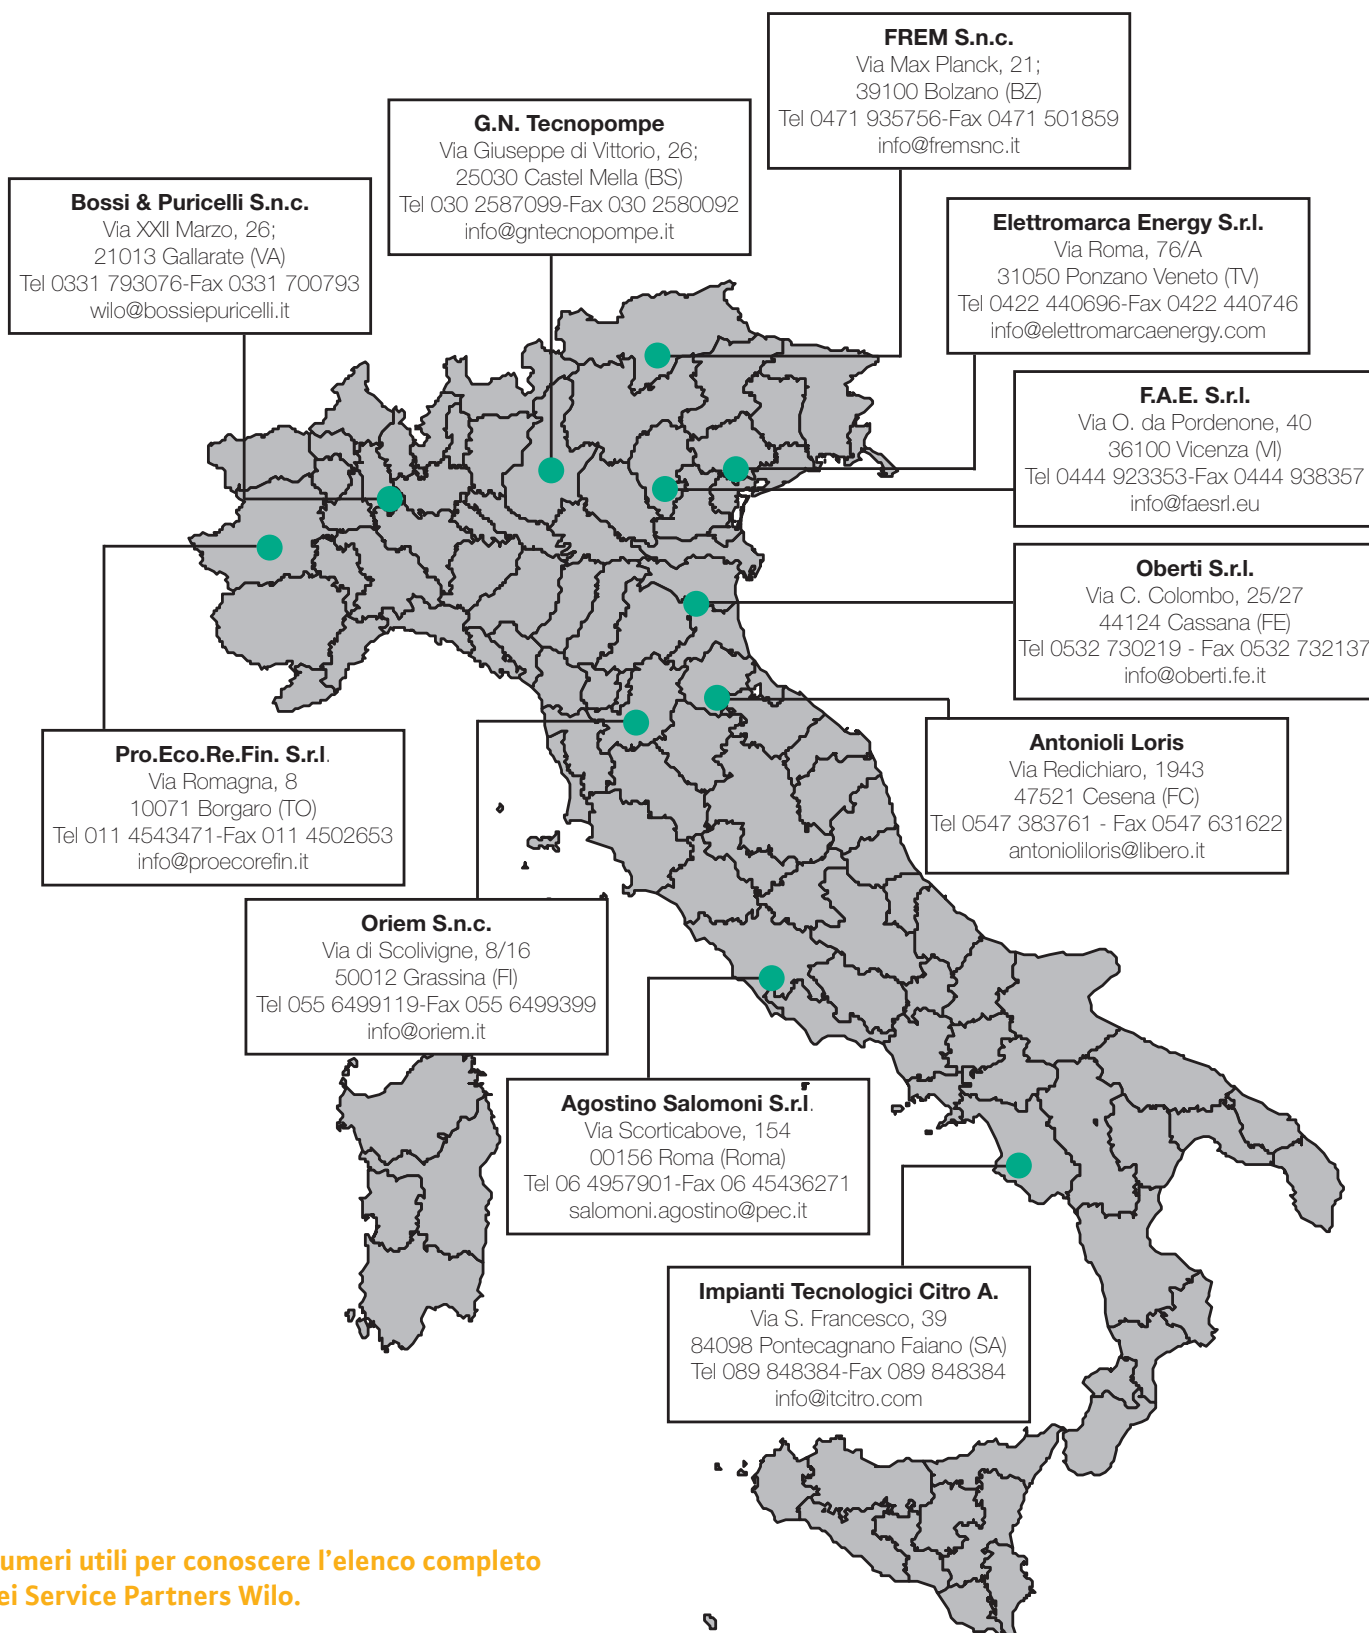 FREM S.n.c.
Via Max Planck, 21;
39100 Bolzano (BZ)
Tel 0471 935756-Fax 0471 501859
info@fremsnc.it
G.N. Tecnopompe
Via Giuseppe di Vittorio, 26;
25030 Castel Mella (BS)
Tel 030 2587099-Fax 030 2580092
info@gntecnopompe.it
Bossi & Puricelli S.n.c.
Via XXII Marzo, 26;
21013 Gallarate (VA)
Tel 0331 793076-Fax 0331 700793
wilo@bossiepuricelli.it
Elettromarca Energy S.r.l.
Via Roma, 76/A
31050 Ponzano Veneto (TV)
Tel 0422 440696-Fax 0422 440746
info@elettromarcaenergy.com
F.A.E. S.r.l.
Via O. da Pordenone, 40
36100 Vicenza (VI)
Tel 0444 923353-Fax 0444 938357
info@faesrl.eu
Oberti S.r.l.
Via C. Colombo, 25/27
44124 Cassana (FE)
Tel 0532 730219 - Fax 0532 732137
info@oberti.fe.it
Antonioli Loris
Via Redichiaro, 1943
47521 Cesena (FC)
Tel 0547 383761 - Fax 0547 631622
antonioliloris@libero.it
Pro.Eco.Re.Fin. S.r.l.
Via Romagna, 8
10071 Borgaro (TO)
Tel 011 4543471-Fax 011 4502653
info@proecorefin.it
Oriem S.n.c.
Via di Scolivigne, 8/16
50012 Grassina (FI)
Tel 055 6499119-Fax 055 6499399
info@oriem.it
Agostino Salomoni S.r.l.
Via Scorticabove, 154
00156 Roma (Roma)
Tel 06 4957901-Fax 06 45436271
salomoni.agostino@pec.it
Impianti Tecnologici Citro A.
Via S. Francesco, 39
84098 Pontecagnano Faiano (SA)
Tel 089 848384-Fax 089 848384
info@itcitro.com
umeri utili per conoscere l'elenco completo
ei Service Partners Wilo.